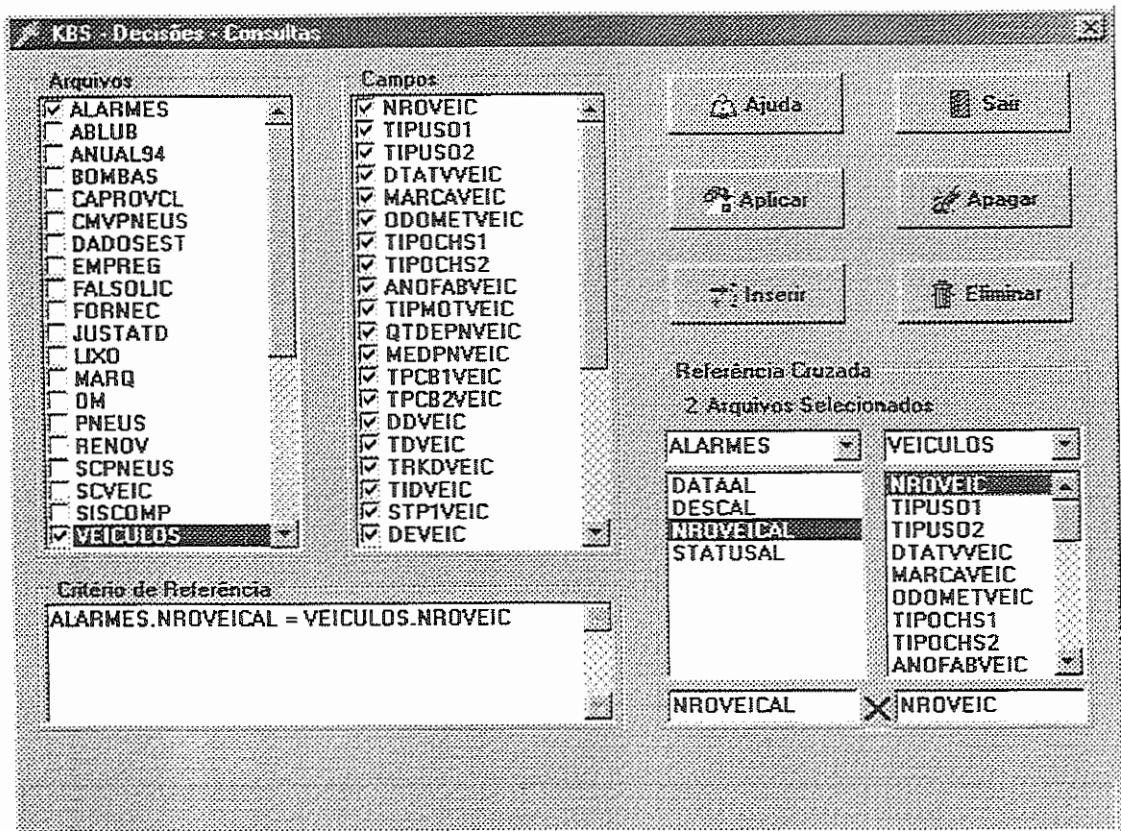 KBS - Decisões - Consultas
Arquivos
ALARMES
ABLUB
ANUAL94
BOMBAS
CAPROVCL
CMVPNEUS
DADOSEST
EMPREG
FALSOLIC
FORNEC
JUSTATD
LIXO
MARQ
OM
PNEUS
RENOV
SCPNEUS
SCVEIC
SISCOMP
VEICULOS
Campos
NROVEIC
TIPUSO1
TIPUSO2
DTATVVEIC
MARCAVEIC
ODOMETVEIC
TIPOCHS1
TIPOCHS2
ANOFABVEIC
TIPMOTVEIC
QTDEPNVEIC
MEDPNVEIC
TPCB1VEIC
TPCB2VEIC
DDVEIC
TDVEIC
TRKDVEIC
TIDVEIC
STP1VEIC
DEVEIC
Ajuda
Sair
Aplicar
Apagar
Inserir
Eliminar
Referência Cruzada
2 Arquivos Selecionados
ALARMES
VEICULOS
DATAAL
DESCAL
NROVEICAL
STATUSAL
NROVEIC
TIPUSO1
TIPUSO2
DTATVVEIC
MARCAVEIC
ODOMETVEIC
TIPOCHS1
TIPOCHS2
ANOFABVEIC
NROVEICAL
NROVEIC
Critério de Referência
ALARMES.NROVEICAL = VEICULOS.NROVEIC